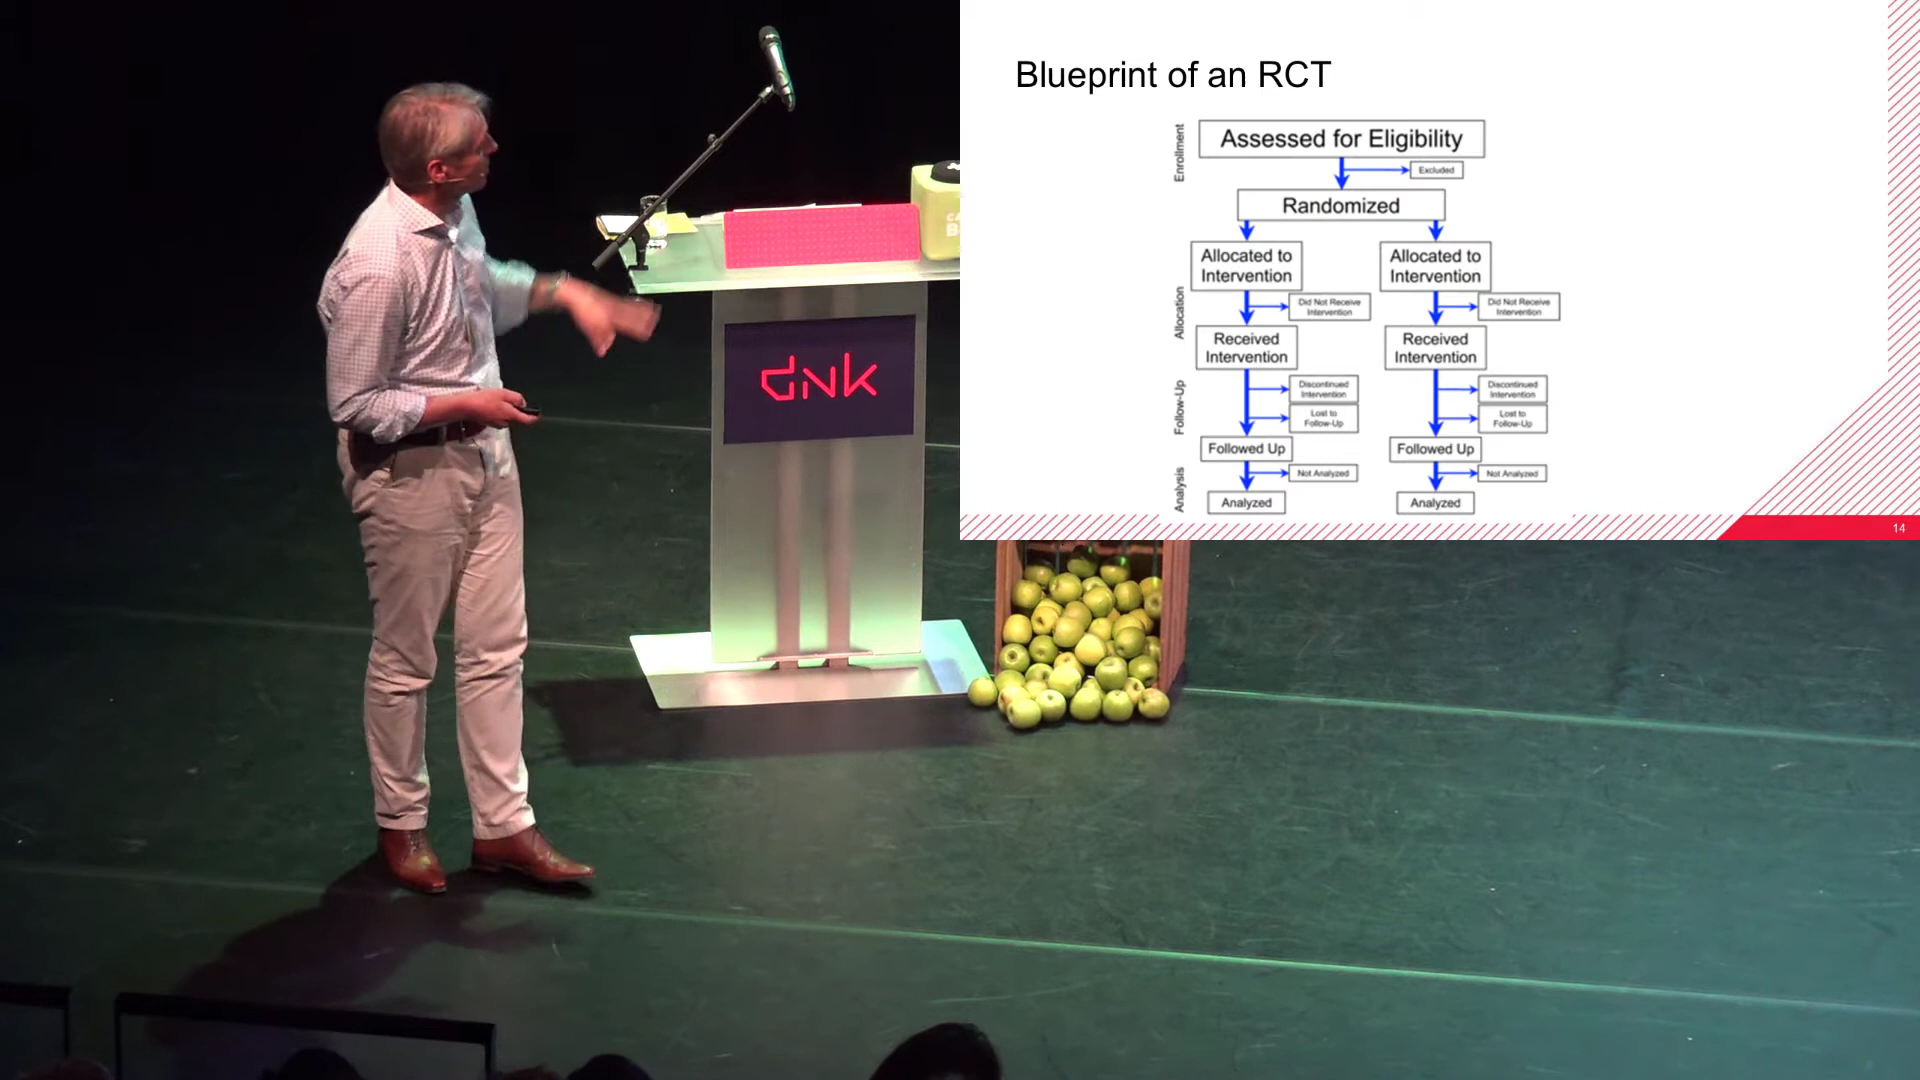 Blueprint of an RCT
Enrollment
Assessed for Eligibility
Excluded
Randomized
Allocated to
Intervention
Allocated to
Intervention
Allocation
Did Not Receive
Intervention
Did Not Receive
Intervention
Received
Intervention
Received
Intervention
Follow-Up
Discontinued
Intervention
Discontinued
Intervention
Lost to
Follow-Up
Lost to
Follow-Up
Followed Up
Followed Up
Analysis
Not Analyzed
Not Analyzed
Analyzed
Analyzed
14
dnk